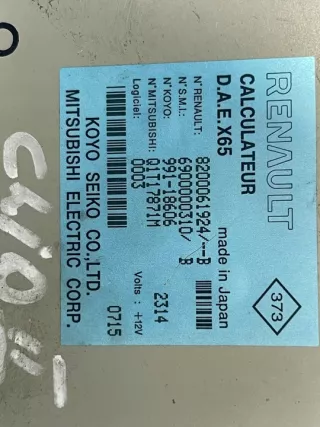 RENAULT
CALCULATEUR
D.A.E.X65 made in Japan
373
N°RENAULT: 8200061924/--B
N°S.M.I.: 6900000310/ B
N°KOYO: 991-18606 2314
N°MITSUBISHI: Q1T17871M
Logiciel: 0003 Volts : +12V
0715
KOYO SEIKO CO.,LTD.
MITSUBISHI ELECTRIC CORP.